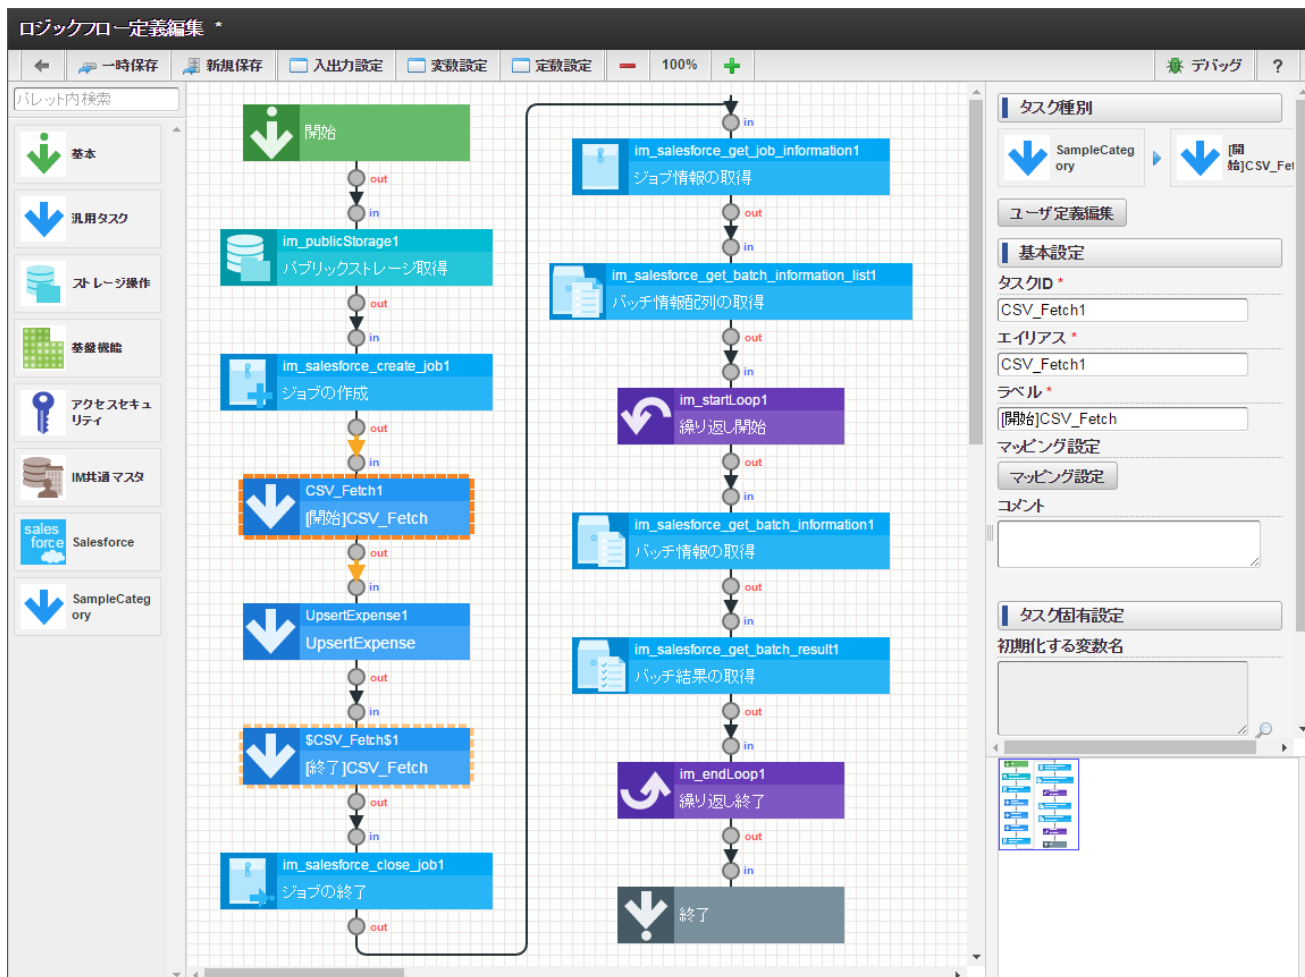 ロジックフロー定義編集 *
一時保存
新規保存
入出力設定
変数設定
定数設定
100%
デバッグ
?
パレット内検索
基本
汎用タスク
ストレージ操作
基盤機能
アクセスセキュ
リティ
IM共通マスタ
sales
force
Salesforce
SampleCateg
ory
開始
out
in
im_publicStorage1
パブリックストレージ取得
out
in
im_salesforce_create_job1
ジョブの作成
out
in
CSV_Fetch1
[開始]CSV_Fetch
out
in
UpsertExpense1
UpsertExpense
out
in
$CSV_Fetch$1
[終了]CSV_Fetch
out
in
im_salesforce_close_job1
ジョブの終了
out
in
im_salesforce_get_job_information1
ジョブ情報の取得
out
in
im_salesforce_get_batch_information_list1
バッチ情報配列の取得
out
in
im_startLoop1
繰り返し開始
out
in
im_salesforce_get_batch_information1
バッチ情報の取得
out
in
im_salesforce_get_batch_result1
バッチ結果の取得
out
in
im_endLoop1
繰り返し終了
out
in
終了
タスク種別
SampleCateg
ory
[開
始]CSV_Fet
ユーザ定義編集
基本設定
タスクID *
CSV_Fetch1
エイリアス *
CSV_Fetch1
ラベル *
[開始]CSV_Fetch
マッピング設定
マッピング設定
コメント
タスク固有設定
初期化する変数名